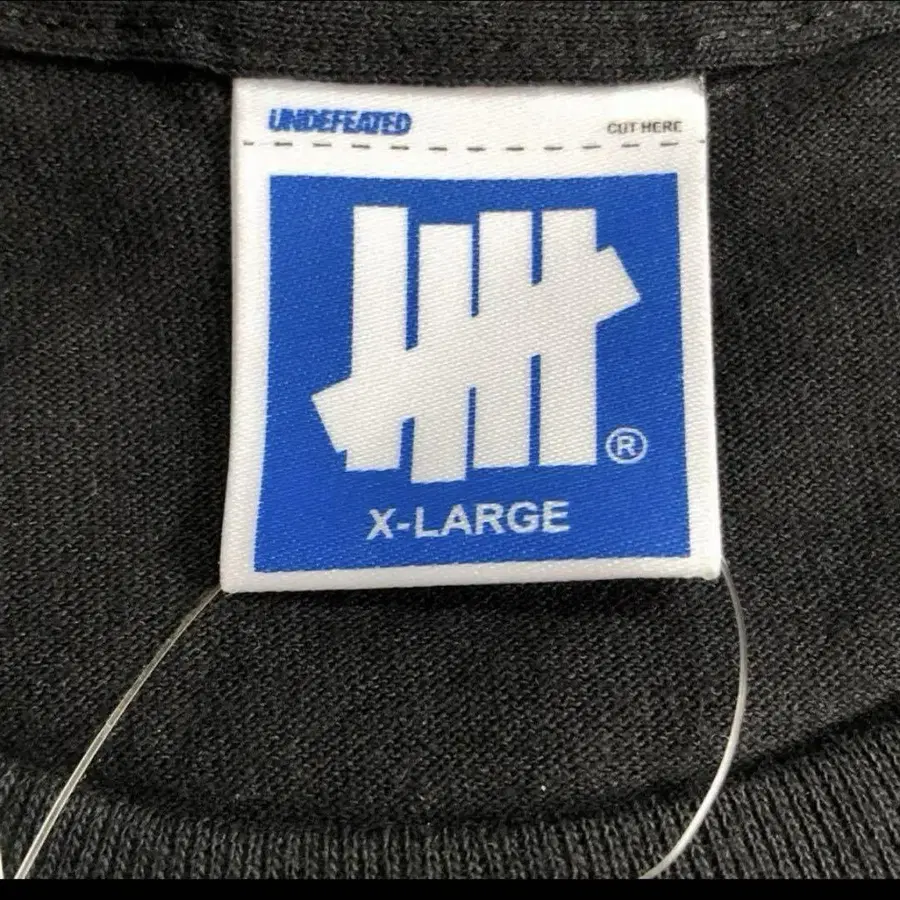 UNDEFEATED
CUT HERE
®
X-LARGE